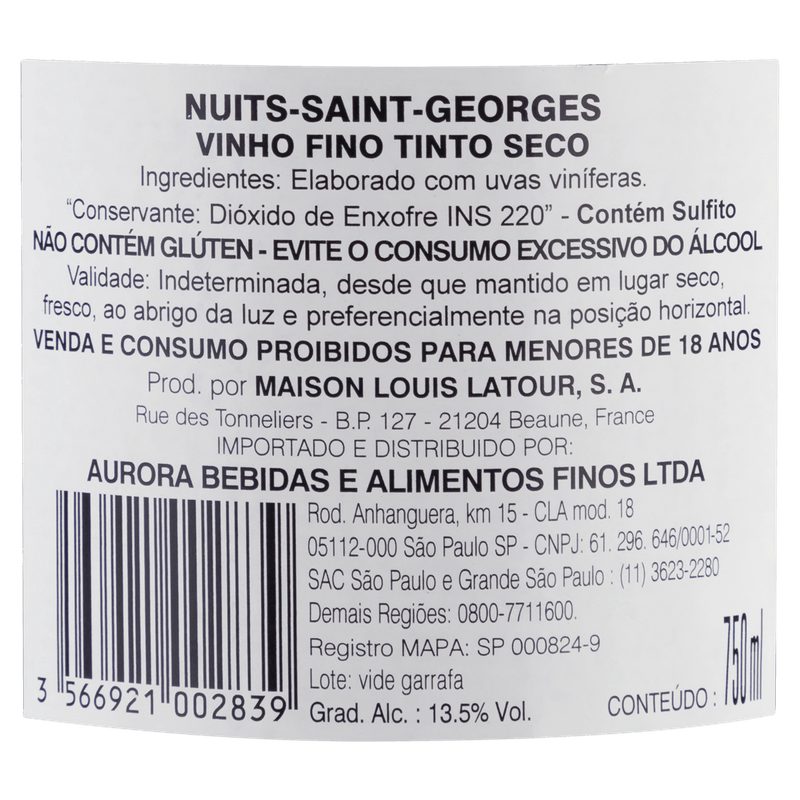 NUITS-SAINT-GEORGES
VINHO FINO TINTO SECO
Ingredientes: Elaborado com uvas viníferas.
"Conservante: Dióxido de Enxofre INS 220" - Contém Sulfito
NÃO CONTÉM GLÚTEN - EVITE O CONSUMO EXCESSIVO DO ÁLCOOL
Validade: Indeterminada, desde que mantido em lugar seco,
fresco, ao abrigo da luz e preferencialmente na posição horizontal.
VENDA E CONSUMO PROIBIDOS PARA MENORES DE 18 ANOS
Prod. por MAISON LOUIS LATOUR, S. A.
Rue des Tonneliers - B.P. 127 - 21204 Beaune, France
IMPORTADO E DISTRIBUIDO POR:
AURORA BEBIDAS E ALIMENTOS FINOS LTDA
Rod. Anhanguera, km 15 - CLA mod. 18
05112-000 São Paulo SP - CNPJ: 61. 296. 646/0001-52
SAC São Paulo e Grande São Paulo : (11) 3623-2280
Demais Regiões: 0800-7711600.
Registro MAPA: SP 000824-9
Lote: vide garrafa
Grad. Alc. : 13.5% Vol.
CONTEÚDO : 750 ml
3 566921 002839